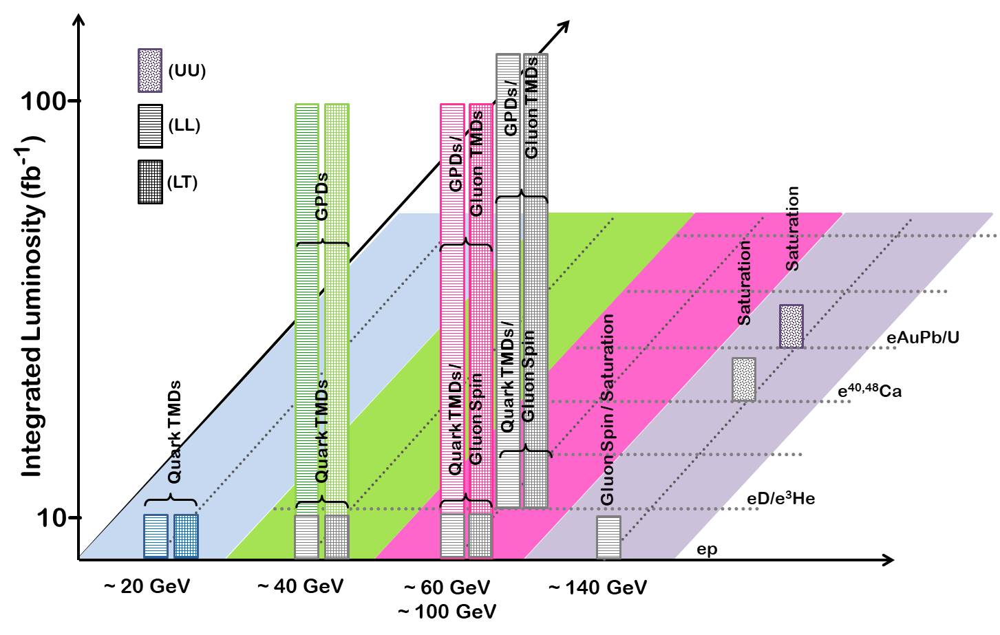 Integrated Luminosity (fb-1)
100
10
(UU)
(LL)
(LT)
Quark TMDs
GPDs
Quark TMDs
GPDs/
Gluon TMDs
Quark TMDs/
Gluon Spin
GPDs/
Gluon TMDs
Quark TMDs/
Gluon Spin
Gluon Spin / Saturation
Saturation
Saturation
eAuPb/U
e40,48Ca
eD/e3He
ep
~ 20 GeV
~ 40 GeV
~ 60 GeV
~ 100 GeV
~ 140 GeV